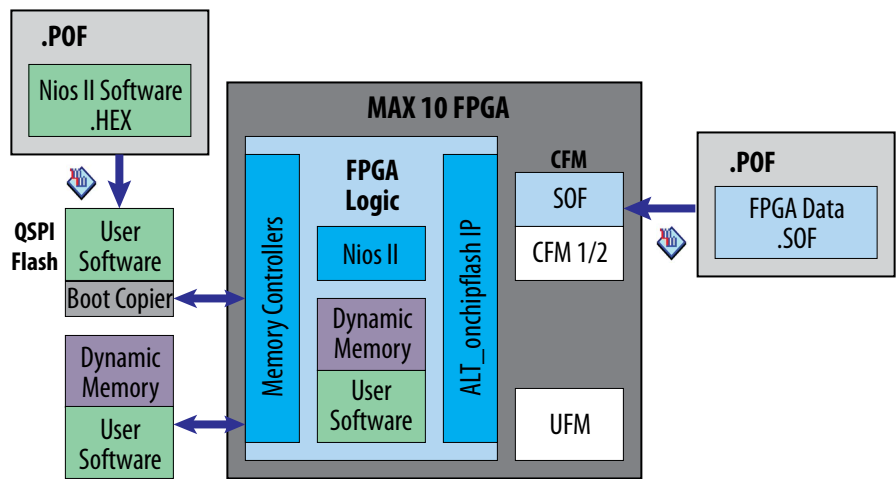 .POF
Nios II Software
.HEX
QSPI
Flash
User
Software
Boot Copier
Dynamic
Memory
User
Software
MAX 10 FPGA
Memory Controllers
FPGA
Logic
Nios II
Dynamic
Memory
User
Software
ALT_onchipflash IP
CFM
SOF
CFM 1/2
UFM
.POF
FPGA Data
.SOF